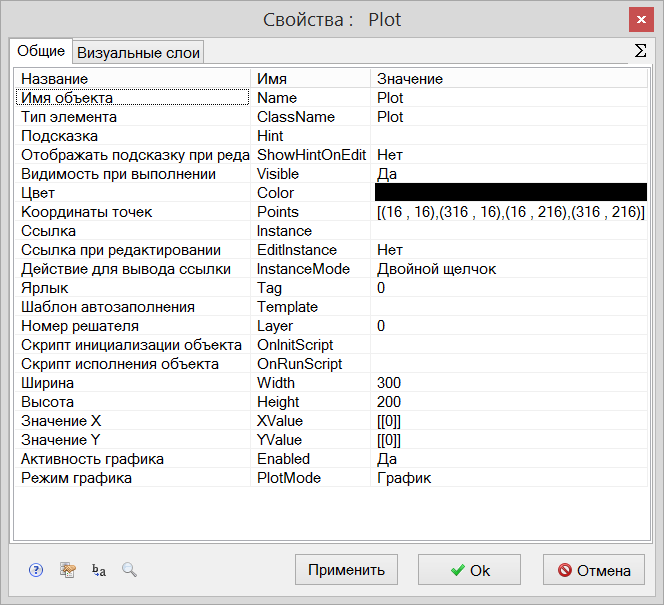 Свойства :   Plot
Общие Визуальные слои Σ
Название Имя Значение
Имя объекта Name Plot
Тип элемента ClassName Plot
Подсказка Hint
Отображать подсказку при реда ShowHintOnEdit Нет
Видимость при выполнении Visible Да
Цвет Color
Координаты точек Points [(16 , 16),(316 , 16),(16 , 216),(316 , 216)]
Ссылка Instance
Ссылка при редактировании EditInstance Нет
Действие для вывода ссылки InstanceMode Двойной щелчок
Ярлык Tag 0
Шаблон автозаполнения Template
Номер решателя Layer 0
Скрипт инициализации объекта OnInitScript
Скрипт исполнения объекта OnRunScript
Ширина Width 300
Высота Height 200
Значение X XValue [[0]]
Значение Y YValue [[0]]
Активность графика Enabled Да
Режим графика PlotMode График
? b a Применить Ok Отмена